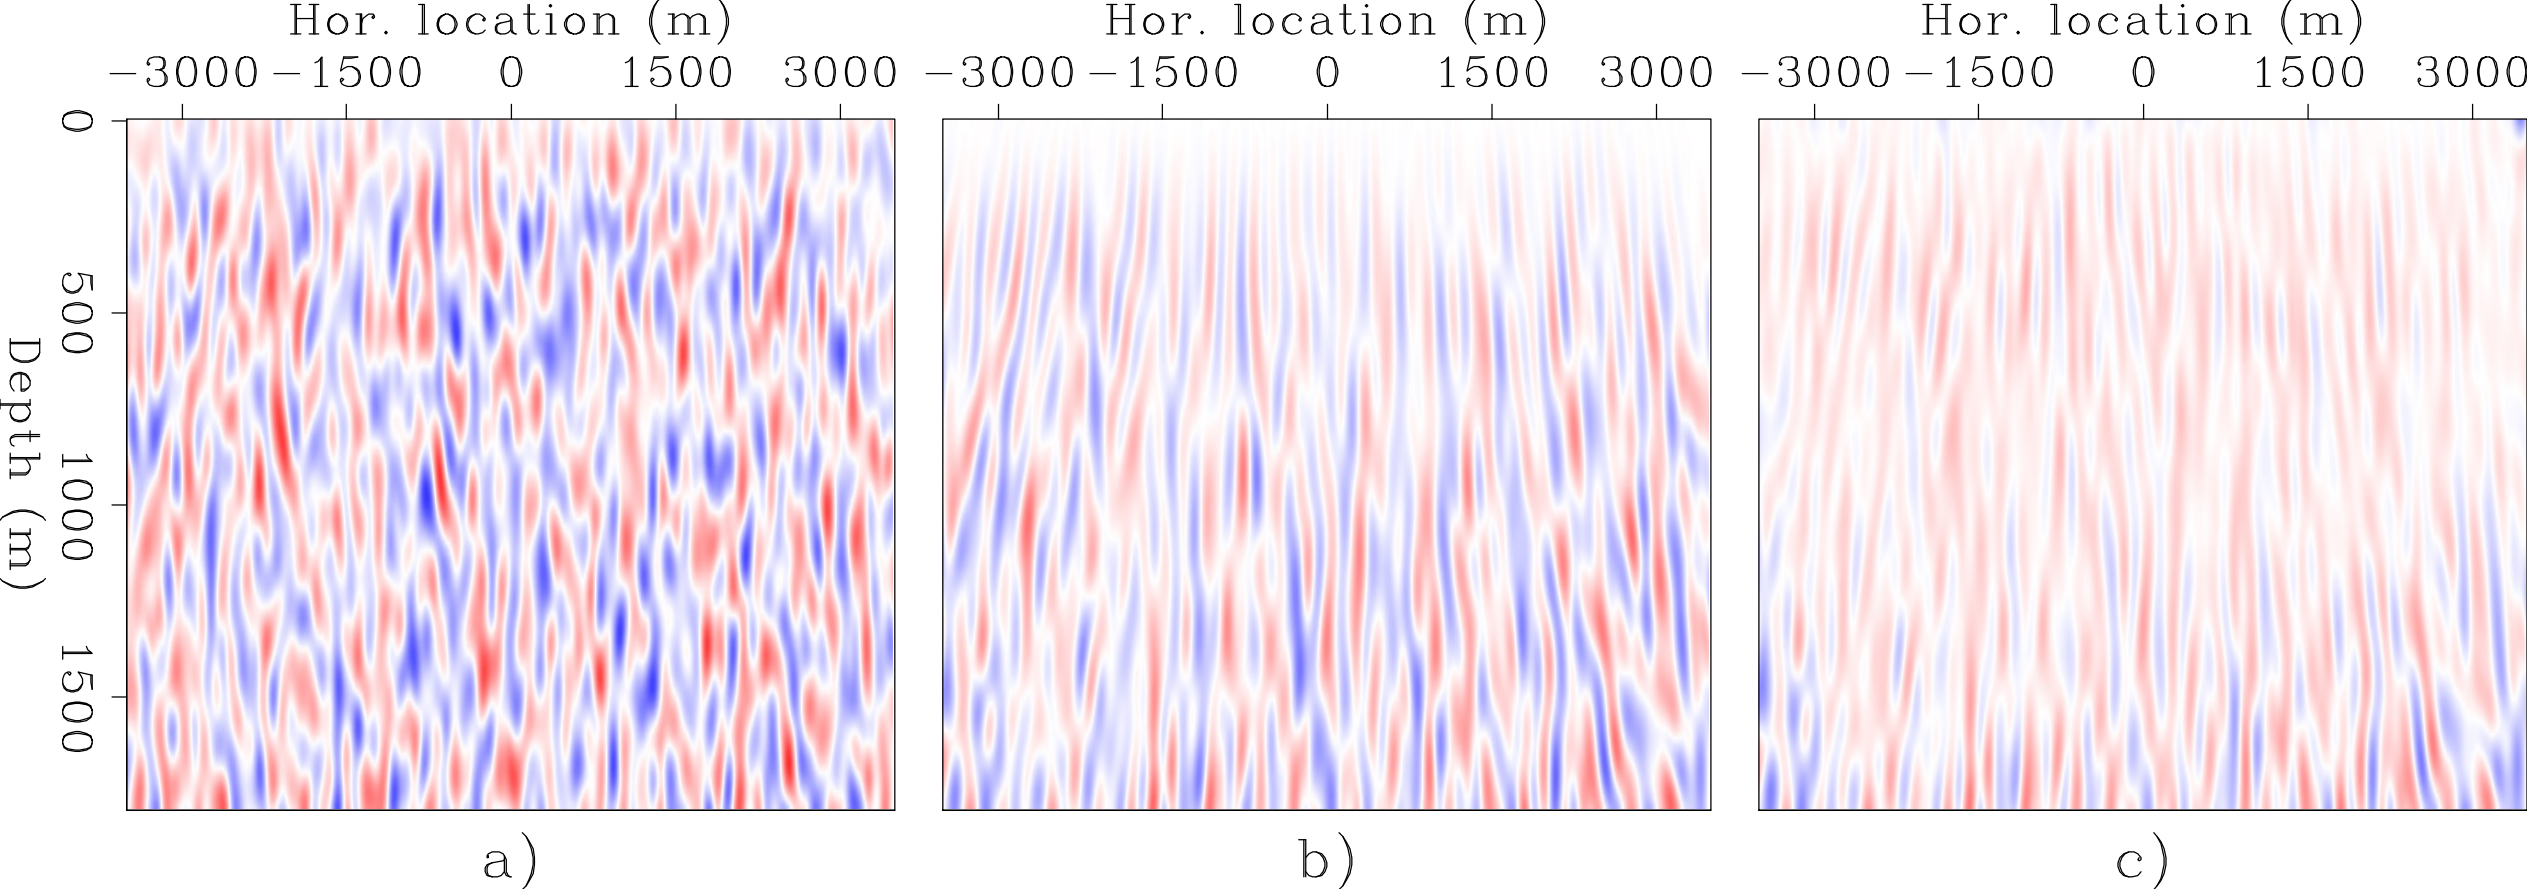 Hor. location (m) Hor. location (m) Hor. location (m)
−3000 −1500 0 1500 3000 −3000 −1500 0 1500 3000 −3000 −1500 0 1500 3000
Depth (m)
0 500 1000 1500
a) b) c)